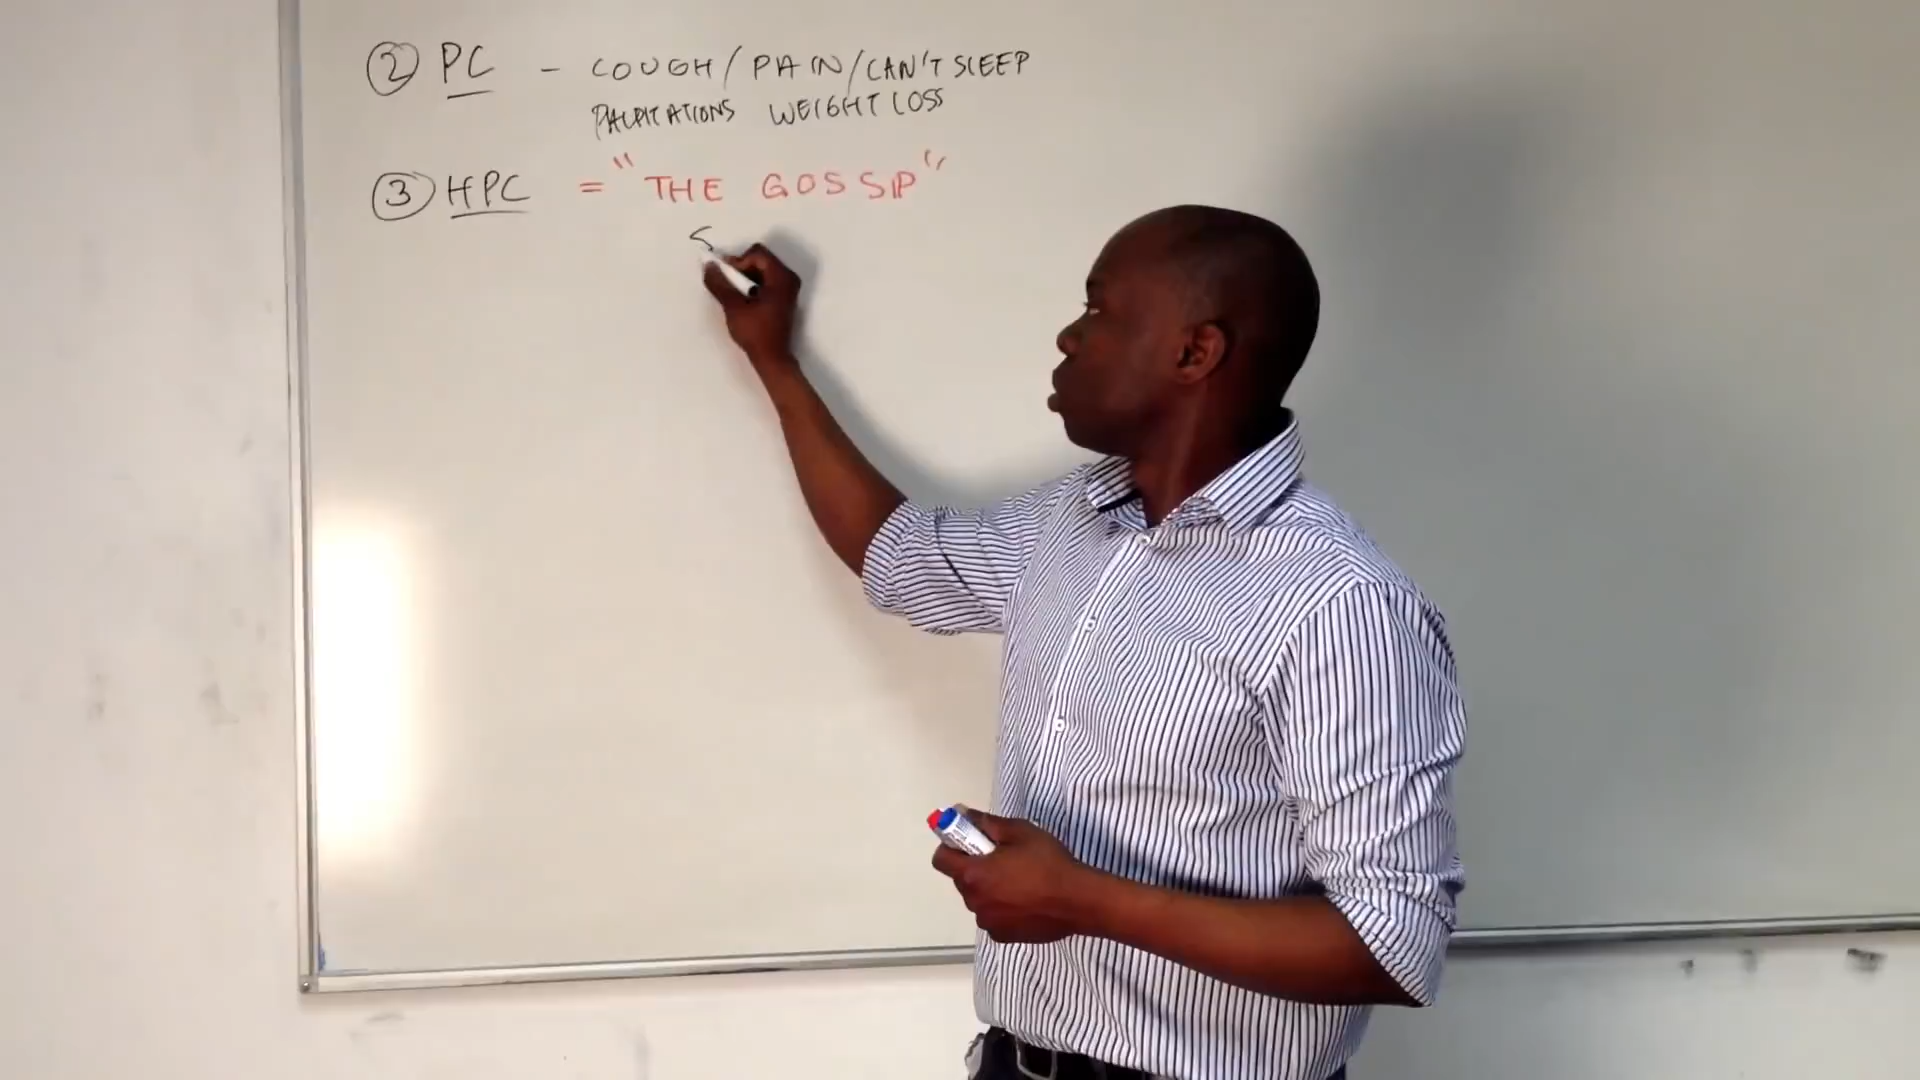 ② PC - COUGH/PAIN/CAN'T SLEEP
PALPITATIONS WEIGHT LOSS
③ HPC = "THE GOSSIP"
S